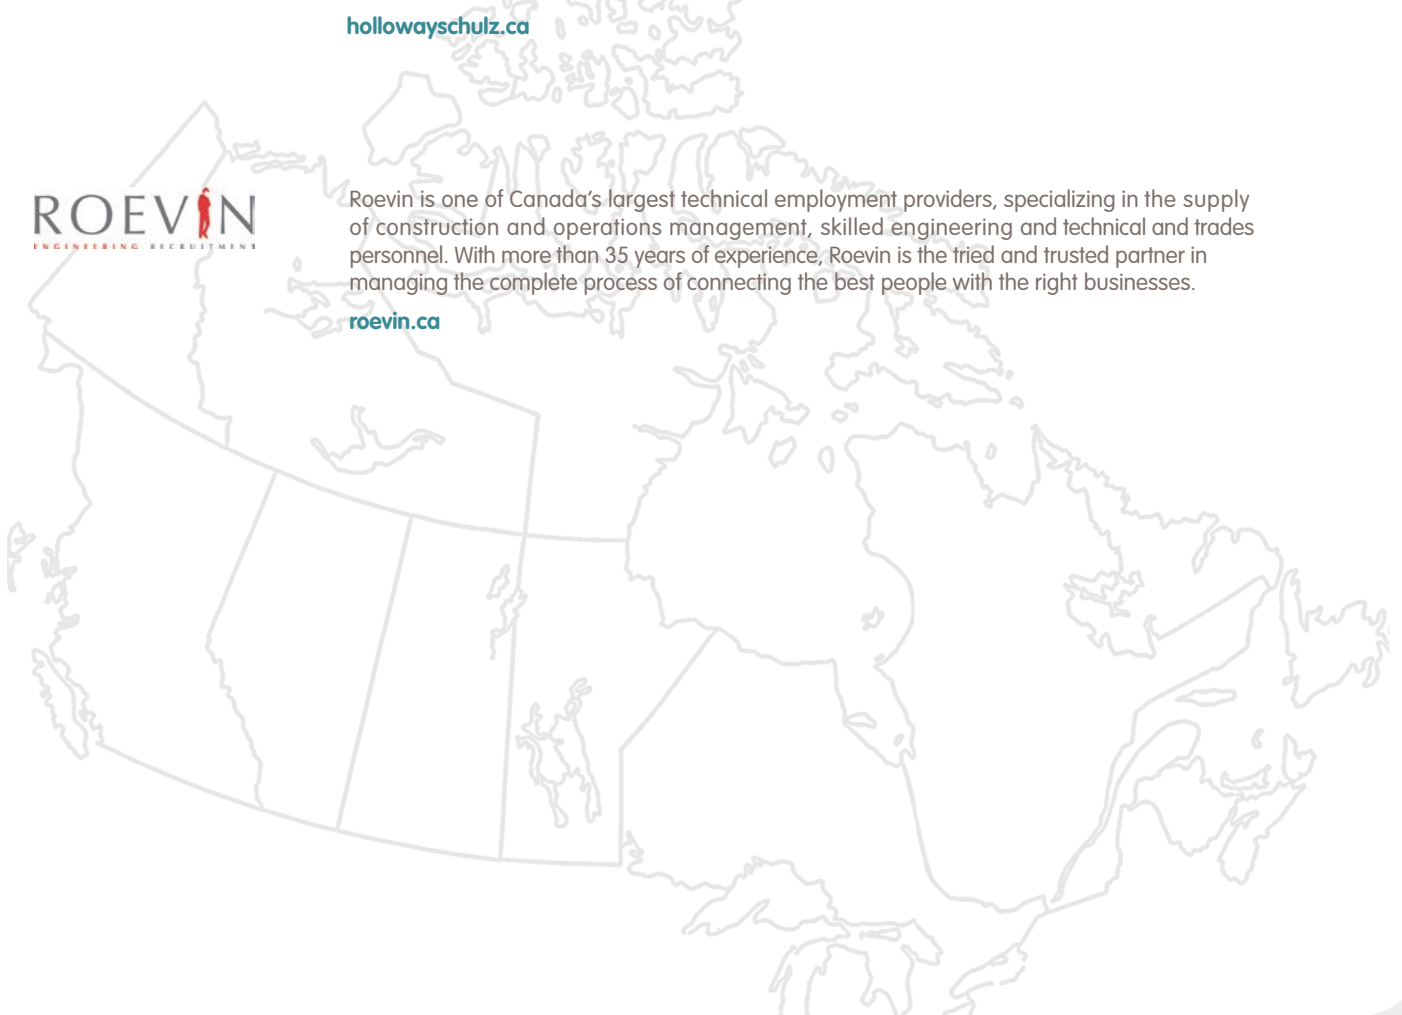 hollowayschulz.ca
ROEVIN
ENGINEERING RECRUITMENT
Roevin is one of Canada’s largest technical employment providers, specializing in the supply
of construction and operations management, skilled engineering and technical and trades
personnel. With more than 35 years of experience, Roevin is the tried and trusted partner in
managing the complete process of connecting the best people with the right businesses.
roevin.ca